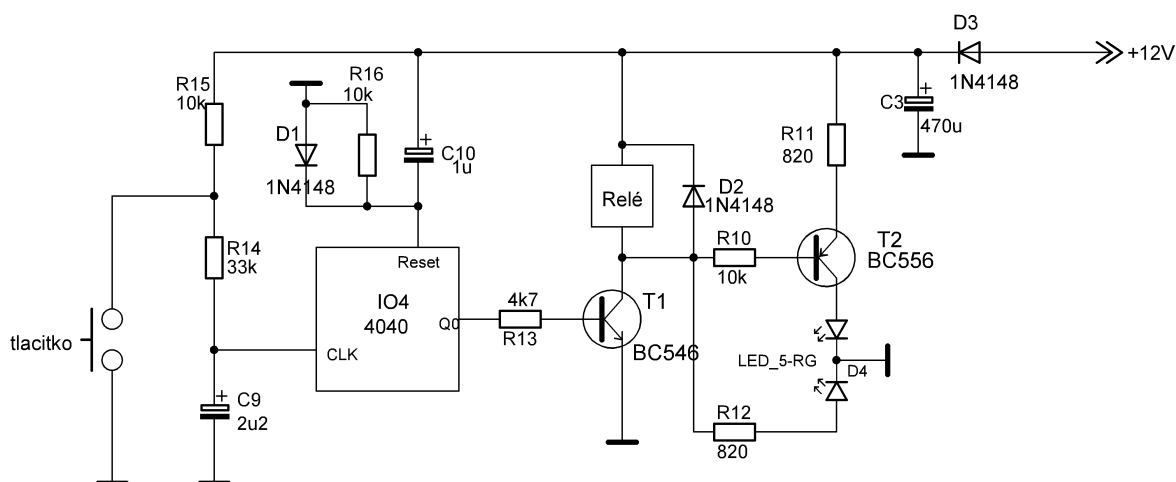 D3
+12V
1N4148
R15
10k
R16
10k
D1
1N4148
C10
1u
C3
470u
R11
820
Relé
D2
1N4148
R14
33k
Reset
IO4
4040
Q0
CLK
4k7
R13
T1
BC546
R10
10k
T2
BC556
tlacitko
LED_5-RG
D4
C9
2u2
R12
820
+
+
+